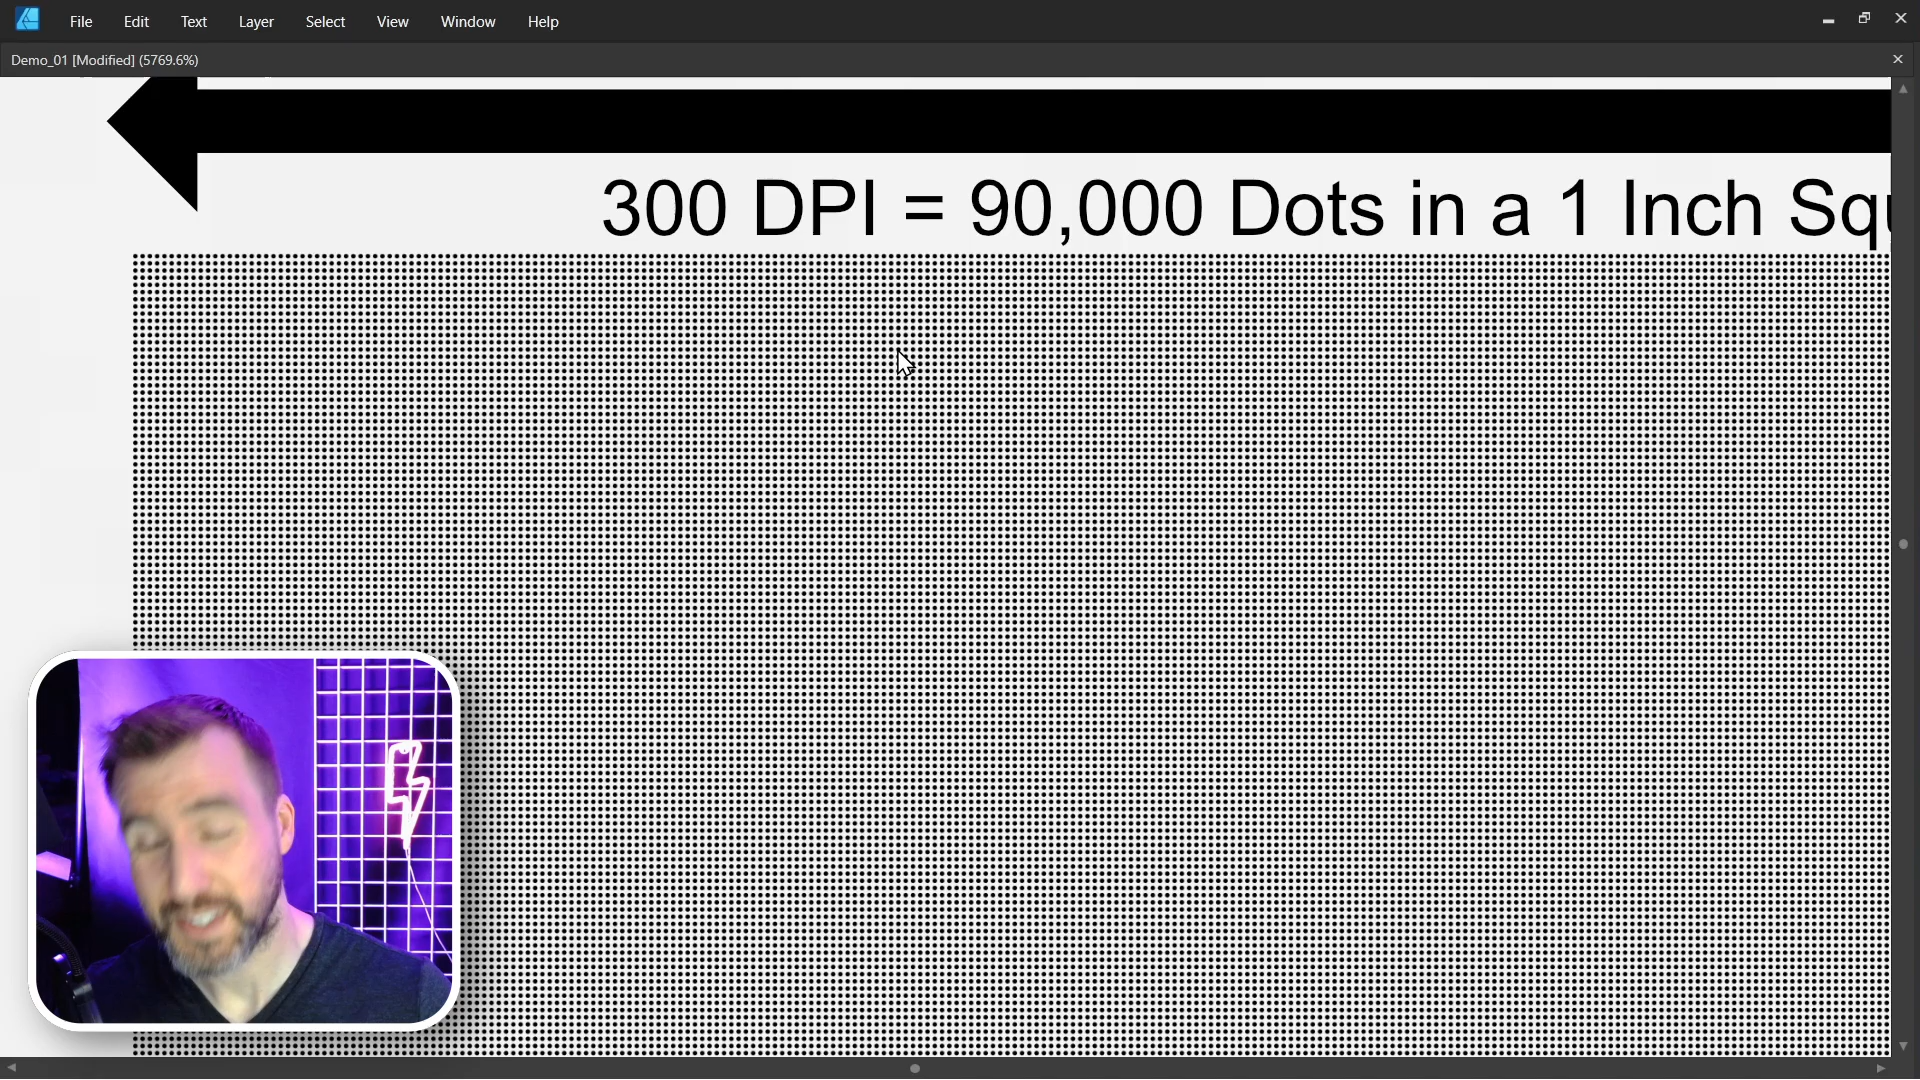 File Edit Text Layer Select View Window Help
Demo_01 [Modified] (5769.6%)
300 DPI = 90,000 Dots in a 1 Inch Squ